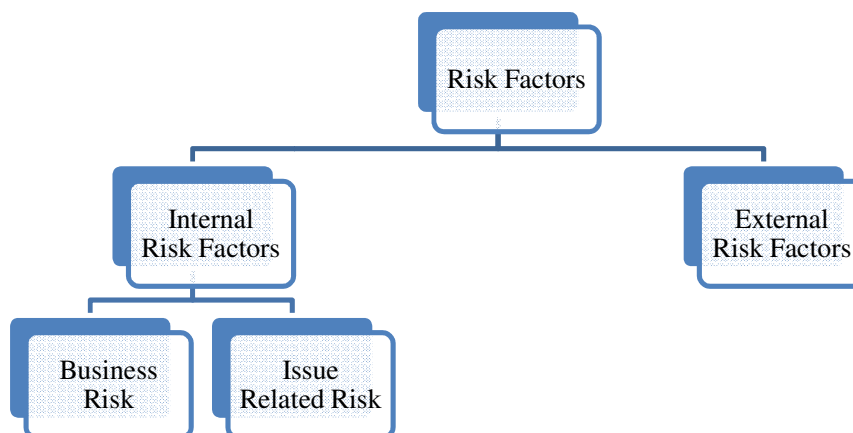 Risk Factors
Internal
Risk Factors
External
Risk Factors
Business
Risk
Issue
Related Risk